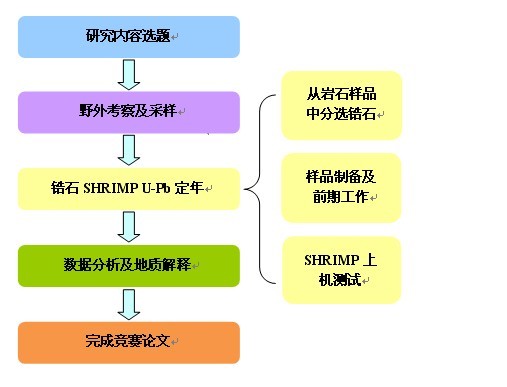 研究内容选题
野外考察及采样
锆石 SHRIMP U-Pb 定年
数据分析及地质解释
完成竞赛论文
从岩石样品
中分选锆石
样品制备及
前期工作
SHRIMP 上
机测试